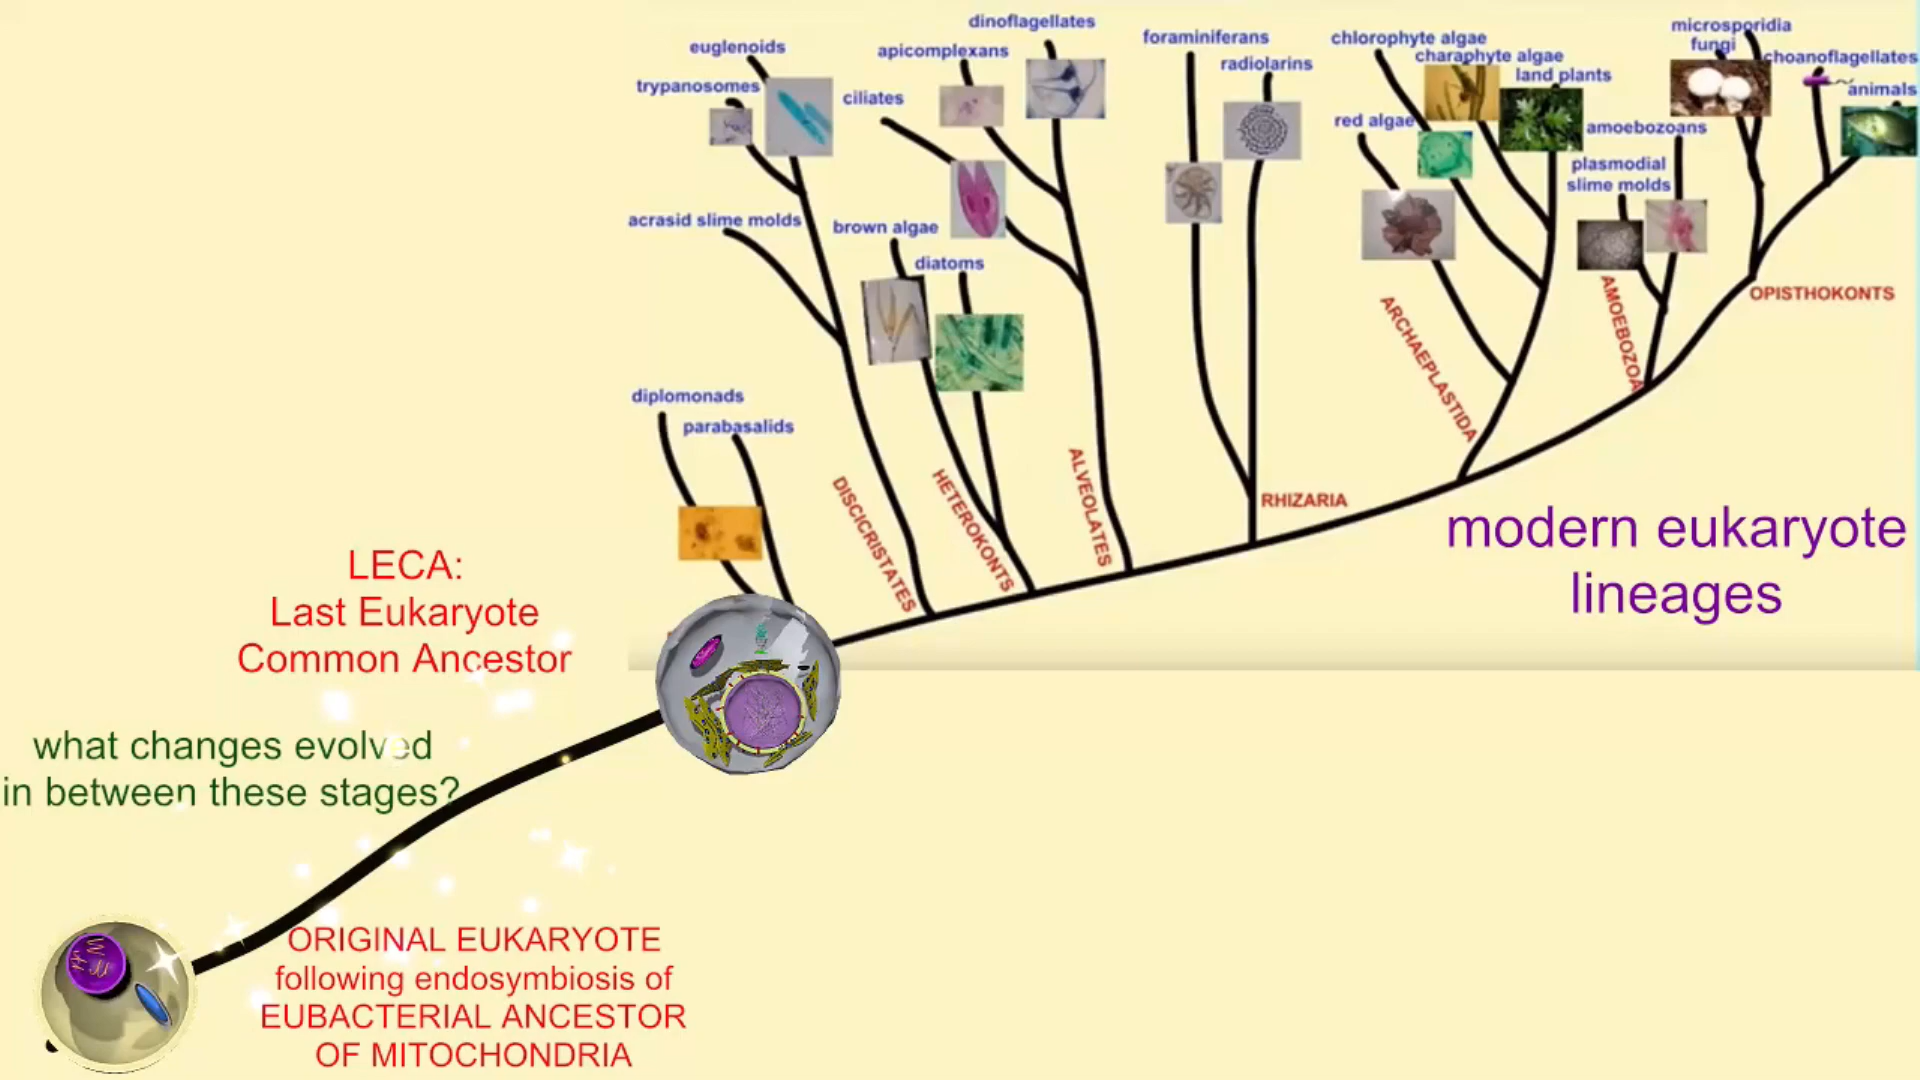 dinoflagellates
euglenoids
apicomplexans
foraminiferans
chlorophyte algae
microsporidia
fungi
choanoflagellates
charaphyte algae
radiolarins
land plants
trypanosomes
ciliates
animals
red algae
amoebozoans
plasmodial
slime molds
acrasid slime molds
brown algae
diatoms
OPISTHOKONTS
AMOEBOZOA
ARCHAEPLASTIDA
diplomonads
parabasalids
DISCICRISTATES
HETEROKONTS
ALVEOLATES
RHIZARIA
modern eukaryote
lineages
LECA:
Last Eukaryote
Common Ancestor
what changes evolved
in between these stages?
ORIGINAL EUKARYOTE
following endosymbiosis of
EUBACTERIAL ANCESTOR
OF MITOCHONDRIA